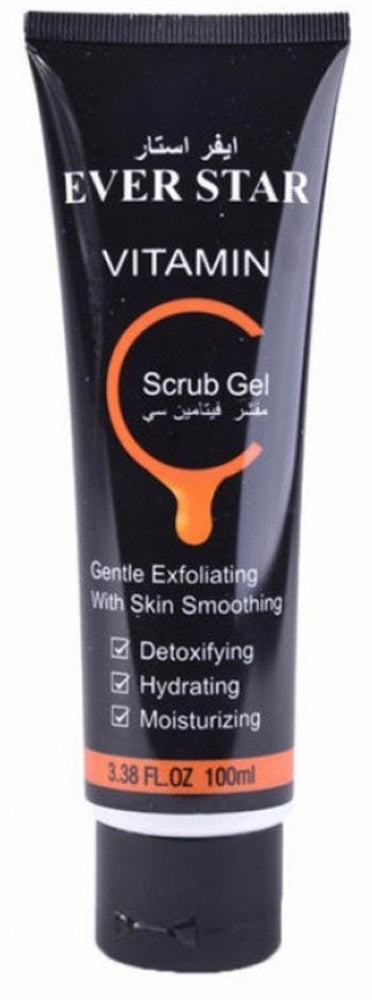 ايفر استار
EVER STAR
VITAMIN
C
Scrub Gel
مقشر فيتامين سي
Gentle Exfoliating
With Skin Smoothing
Detoxifying
Hydrating
Moisturizing
3.38 FL.OZ 100ml